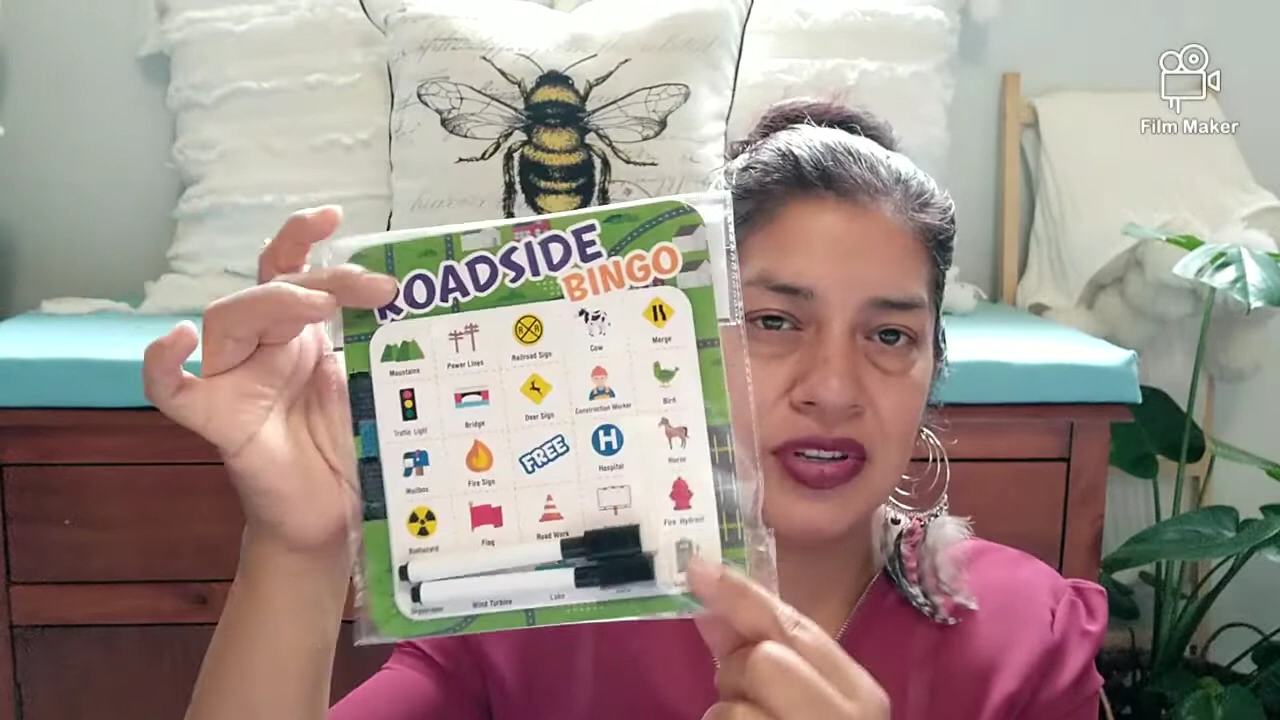 Film Maker
ROADSIDE
BINGO
Mountains
Power Lines
Railroad Sign
Cow
Merge
Traffic Light
Bridge
Deer Sign
Construction Worker
Bird
Mailbox
Fire Sign
FREE
Hospital
Horse
Biohazard
Flag
Road Work
Fire Hydrant
Wind Turbine
Lake